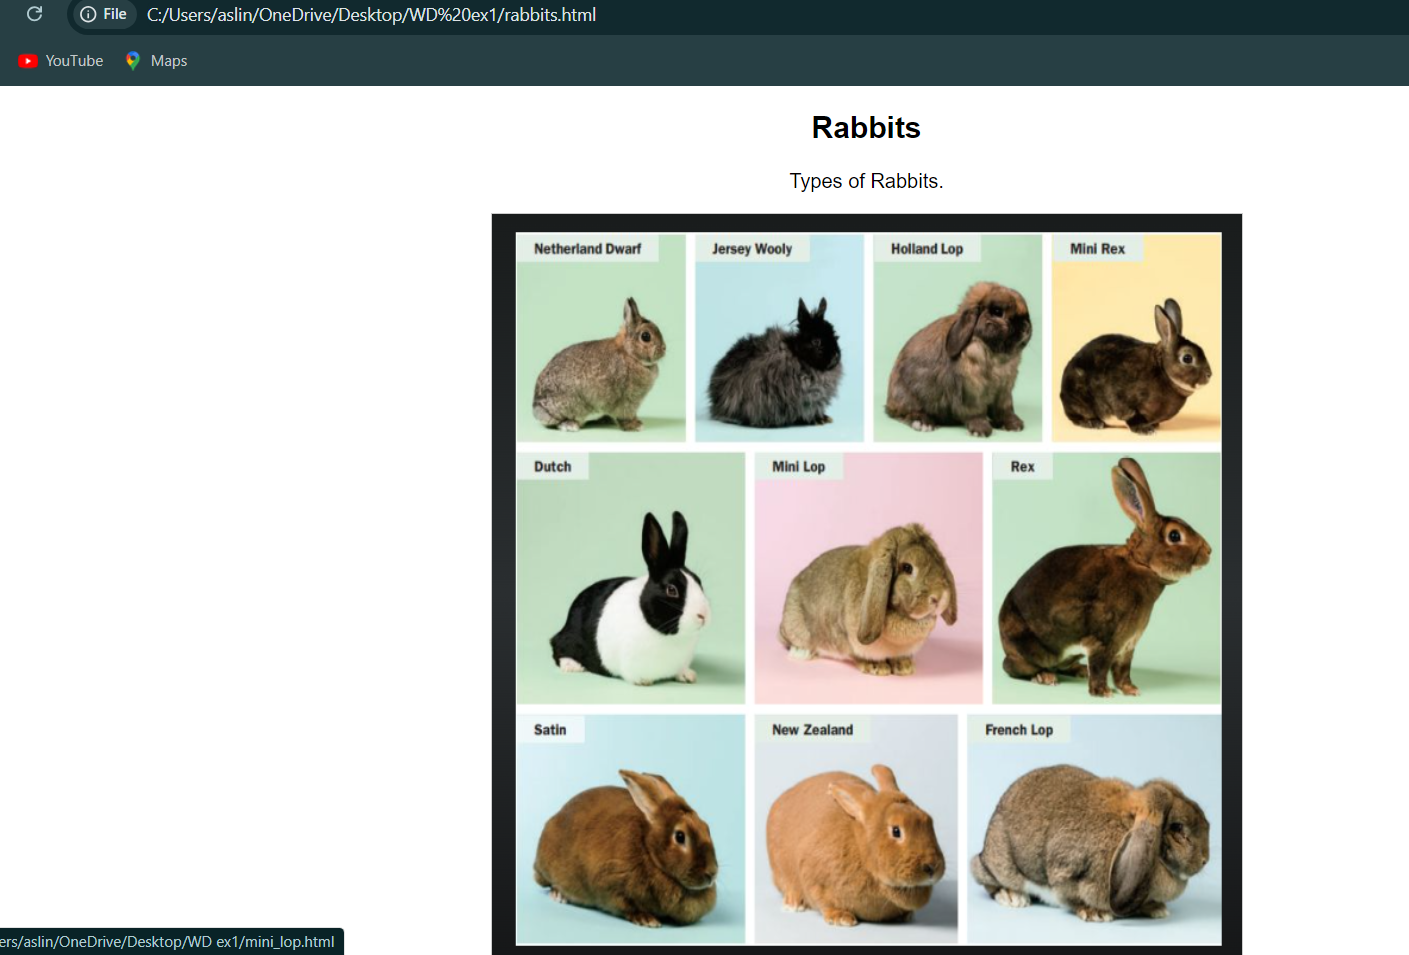 File C:/Users/aslin/OneDrive/Desktop/WD%20ex1/rabbits.html
YouTube Maps
Rabbits
Types of Rabbits.
Netherland Dwarf Jersey Wooly Holland Lop Mini Rex
Dutch Mini Lop Rex
Satin New Zealand French Lop
ers/aslin/OneDrive/Desktop/WD ex1/mini_lop.html